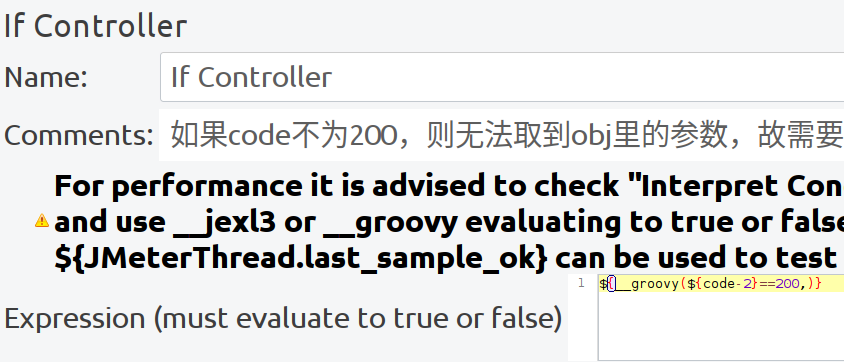 If Controller
Name: If Controller
Comments: 如果code不为200，则无法取到obj里的参数，故需要
For performance it is advised to check "Interpret Con
and use __jexl3 or __groovy evaluating to true or false
${JMeterThread.last_sample_ok} can be used to test
Expression (must evaluate to true or false) 1 ${__groovy(${code-2}==200,)}